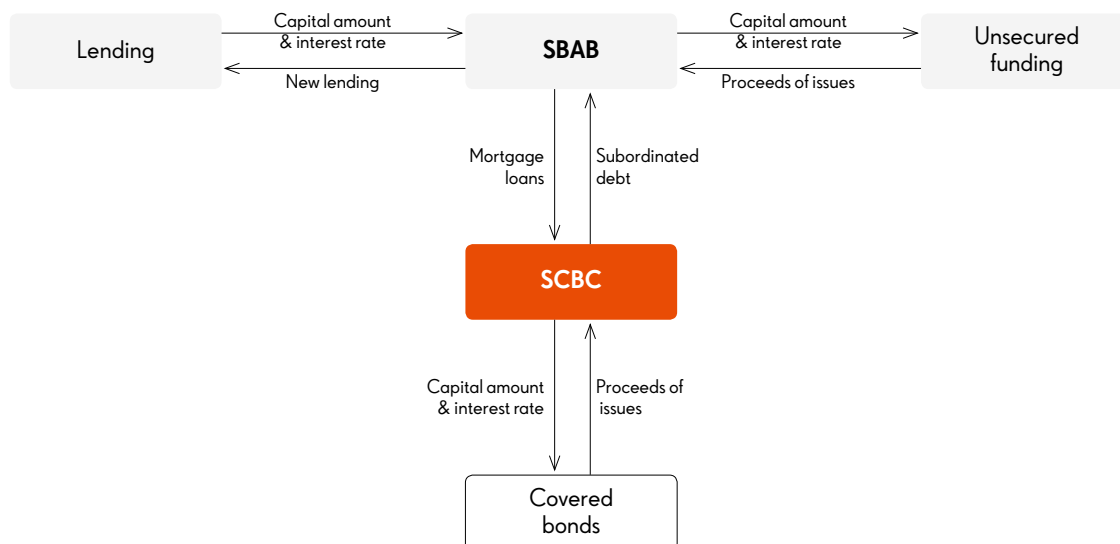 Capital amount
& interest rate
Capital amount
& interest rate
Lending
SBAB
Unsecured
funding
New lending
Proceeds of issues
Mortgage
loans
Subordinated
debt
SCBC
Capital amount
& interest rate
Proceeds of
issues
Covered
bonds